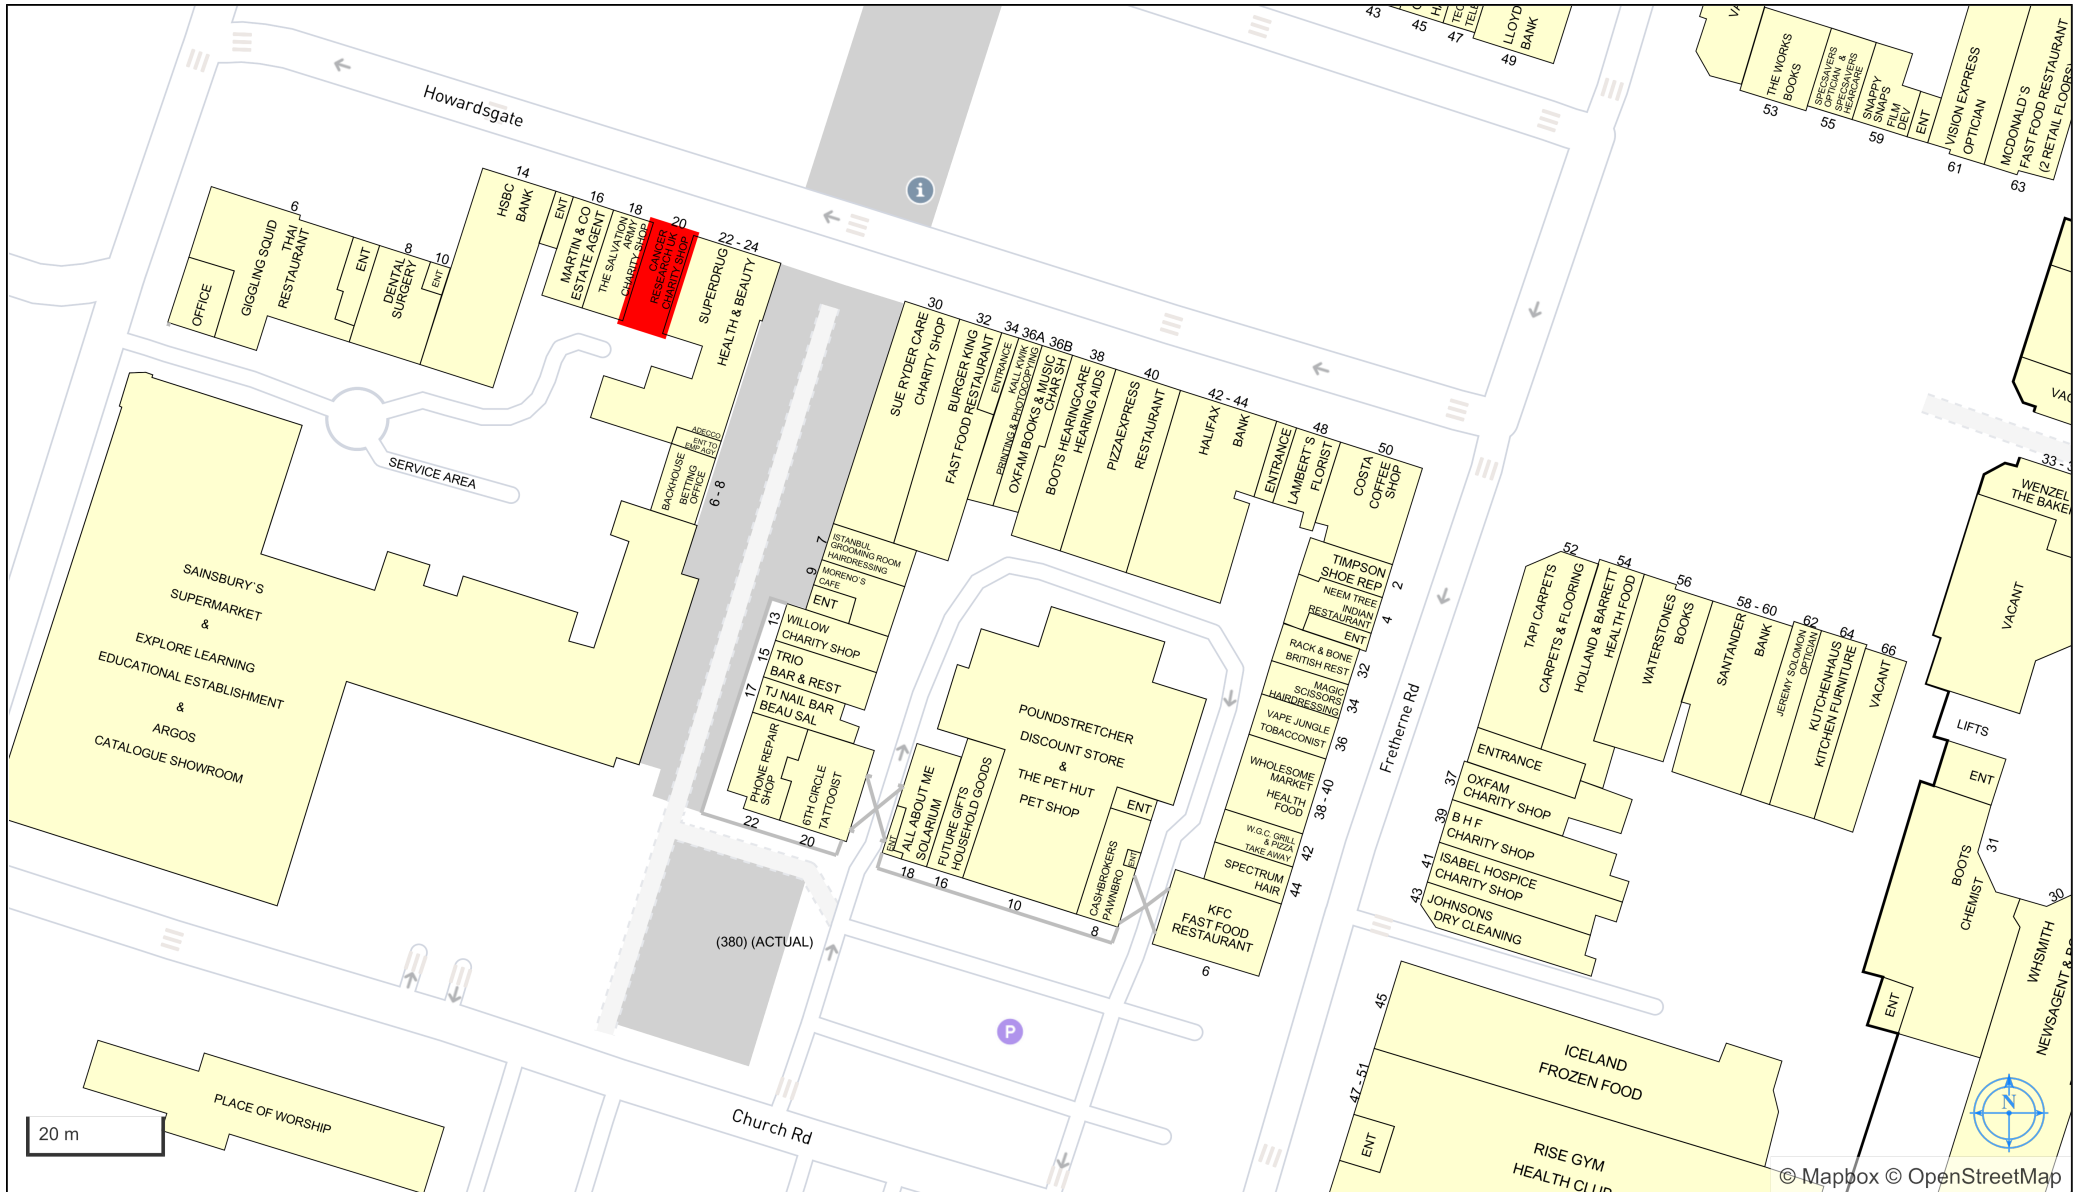 43
45
47
49
LLOYD
BANK
THE WORKS
BOOKS
53
SPECSAVERS
OPTICIAN &
SPECSAVERS
HEARCARE
55
SNAPPY
SNAPS
FILM
DEV
59
ENT
VISION EXPRESS
OPTICIAN
61
MCDONALD`S
FAST FOOD RESTAURANT
(2 RETAIL FLOORS)
63
Howardsgate
6
GIGGLING SQUID
THAI
RESTAURANT
OFFICE
ENT
8
DENTAL
SURGERY
10
ENT
14
HSBC
BANK
ENT
16
MARTIN & CO
ESTATE AGENT
18
THE SALVATION
ARMY
CHARITY SHOP
20
CANCER
RESEARCH UK
CHARITY SHOP
22 - 24
SUPERDRUG
HEALTH & BEAUTY
ADECCO
ENT TO
EMP AGY
BACKHOUSE
BETTING
OFFICE
6 - 8
SERVICE AREA
30
SUE RYDER CARE
CHARITY SHOP
32
BURGER KING
FAST FOOD RESTAURANT
34
ENTRANCE
36A
KALL KWIK
PRINTING & PHOTOCOPYING
36B
OXFAM BOOKS & MUSIC
CHAR SH
38
BOOTS HEARINGCARE
HEARING AIDS
40
PIZZAEXPRESS
RESTAURANT
42 - 44
HALIFAX
BANK
ENTRANCE
48
LAMBERT`S
FLORIST
50
COSTA
COFFEE
SHOP
7
ISTANBUL
GROOMING ROOM
HAIRDRESSING
9
MORENO`S
CAFE
ENT
13
WILLOW
CHARITY SHOP
15
TRIO
BAR & REST
17
TJ NAIL BAR
BEAU SAL
PHONE REPAIR
SHOP
22
6TH CIRCLE
TATTOOIST
20
SAINSBURY`S
SUPERMARKET
&
EXPLORE LEARNING
EDUCATIONAL ESTABLISHMENT
&
ARGOS
CATALOGUE SHOWROOM
ENT
ALL ABOUT ME
SOLARIUM
18
FUTURE GIFTS
HOUSEHOLD GOODS
16
POUNDSTRETCHER
DISCOUNT STORE
&
THE PET HUT
PET SHOP
10
ENT
CASHBROKERS
PAWNBRO
ENT
8
TIMPSON
SHOE REP
2
NEEM TREE
INDIAN
RESTAURANT
4
ENT
RACK & BONE
BRITISH REST
32
MAGIC
SCISSORS
HAIRDRESSING
34
VAPE JUNGLE
TOBACCONIST
36
WHOLESOME
MARKET
HEALTH
FOOD
38 - 40
W.G.C. GRILL
& PIZZA
TAKE AWAY
42
SPECTRUM
HAIR
44
KFC
FAST FOOD
RESTAURANT
6
Fretherne Rd
52
TAPI CARPETS
CARPETS & FLOORING
54
HOLLAND & BARRETT
HEALTH FOOD
56
WATERSTONES
BOOKS
58 - 60
SANTANDER
BANK
62
JEREMY SOLOMON
OPTICIAN
64
KUTCHENHAUS
KITCHEN FURNITURE
66
VACANT
ENTRANCE
37
OXFAM
CHARITY SHOP
39
B H F
CHARITY SHOP
41
ISABEL HOSPICE
CHARITY SHOP
43
JOHNSONS
DRY CLEANING
45
ICELAND
FROZEN FOOD
47 - 51
ENT
RISE GYM
HEALTH CLUB
33 -
WENZEL
THE BAKE
VACANT
LIFTS
ENT
31
BOOTS
CHEMIST
ENT
30
WHSMITH
NEWSAGENT &
(380) (ACTUAL)
P
Church Rd
PLACE OF WORSHIP
20 m
N
© Mapbox © OpenStreetMap